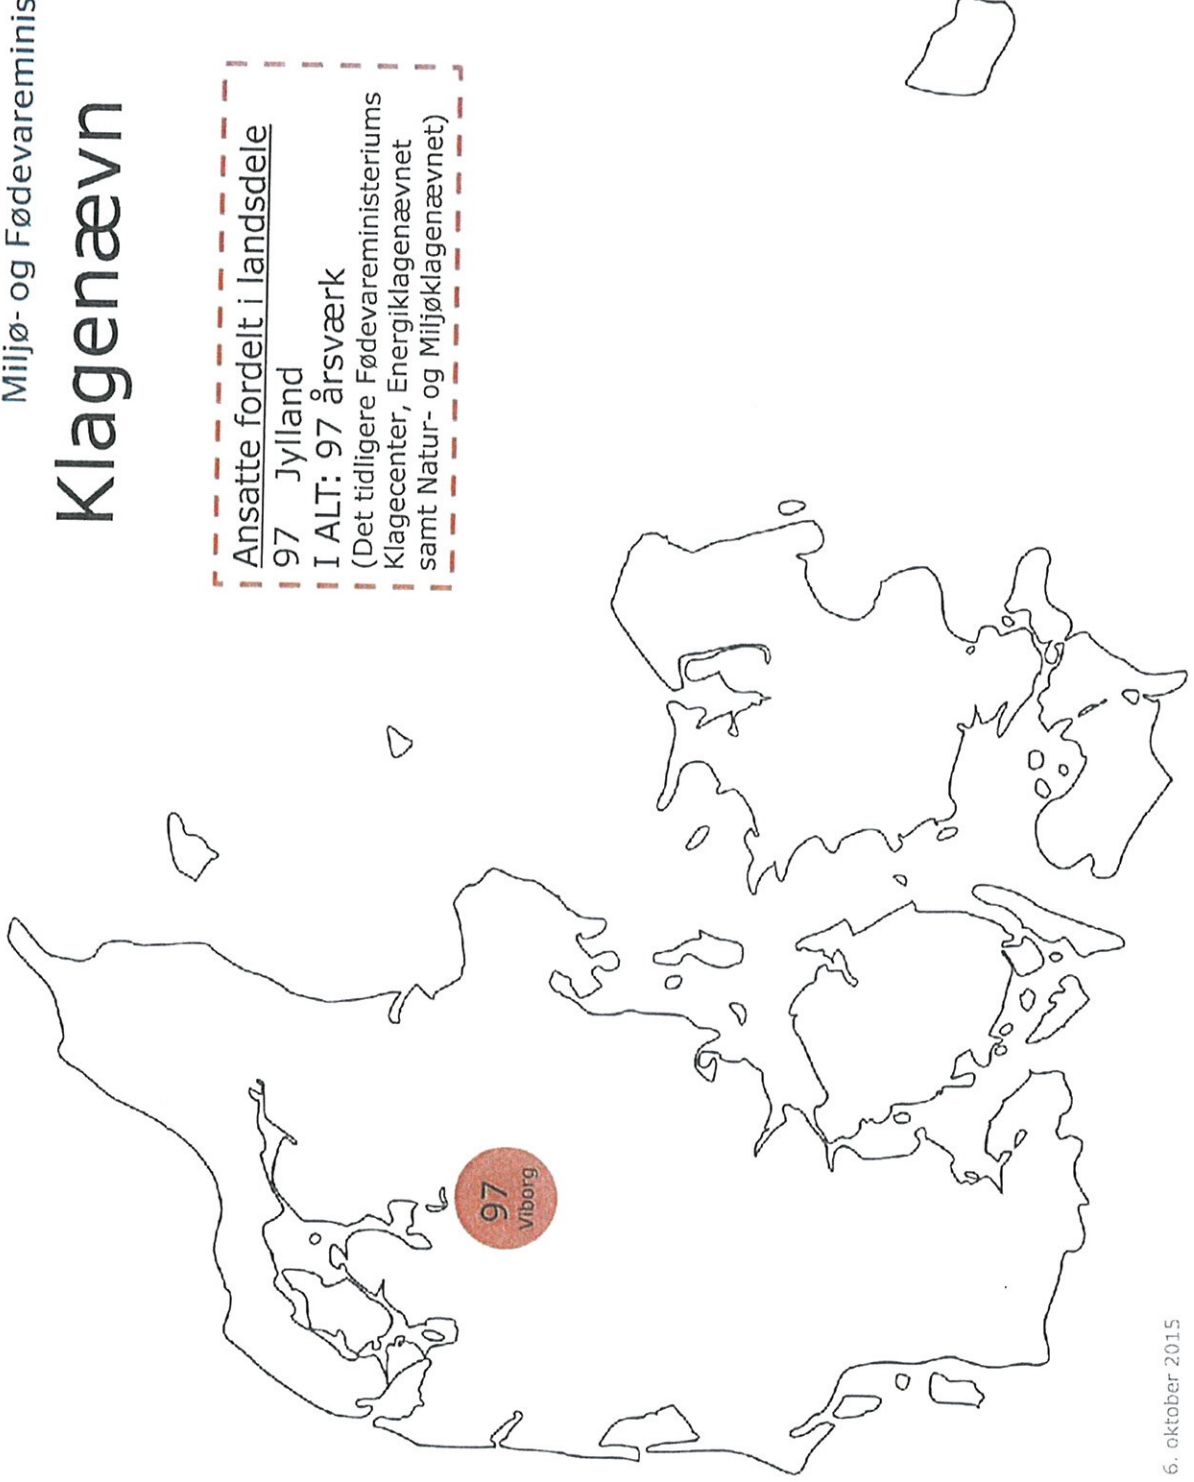 Miljø- og Fødevareminis
Klagenævn
Ansatte fordelt i landsdele
97 Jylland
I ALT: 97 årsværk
(Det tidligere Fødevareministeriums
Klagecenter, Energiklagenævnet
samt Natur- og Miljøklagenævnet)
97
Viborg
6. oktober 2015